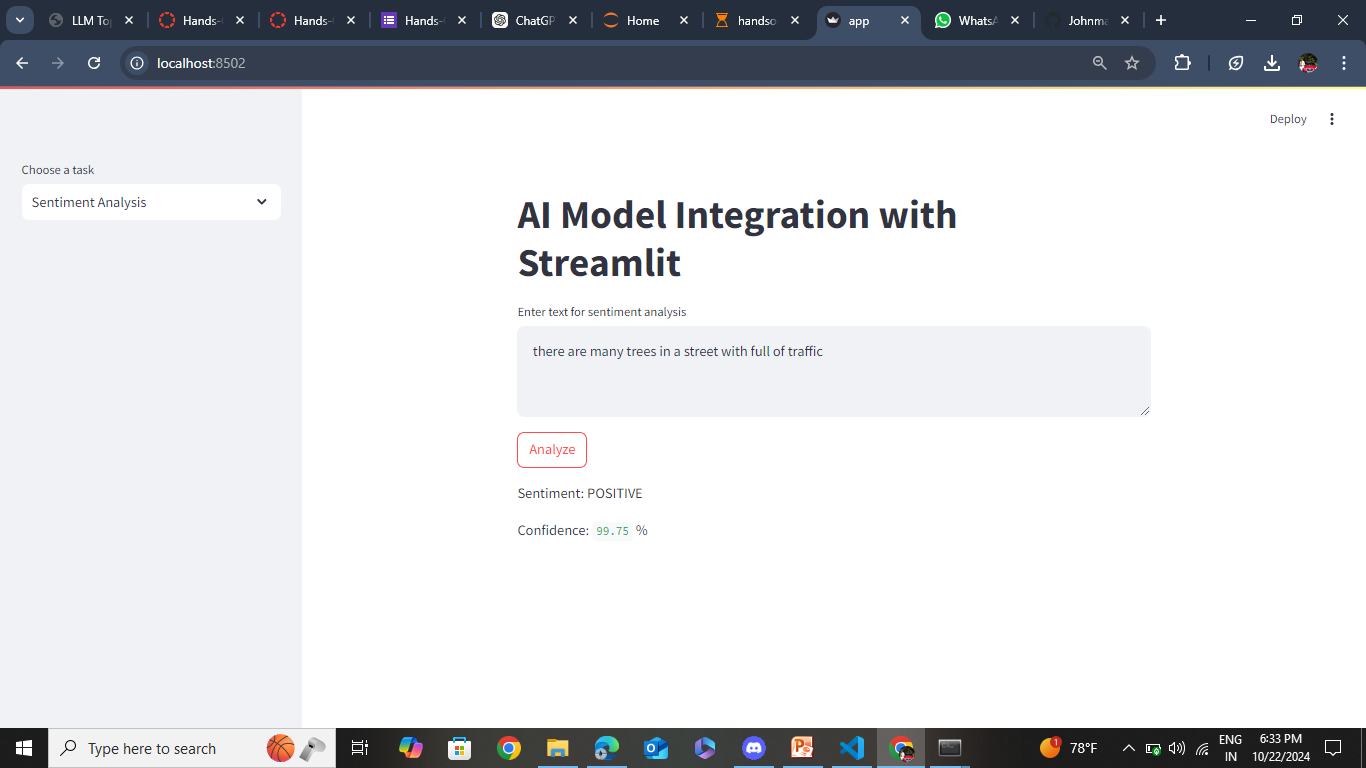 LLM To
Hands-
Hands-
Hands-
ChatGP
Home
handso
app
WhatsA
Johnma
localhost:8502
Deploy
Choose a task
Sentiment Analysis
AI Model Integration with
Streamlit
Enter text for sentiment analysis
there are many trees in a street with full of traffic
Analyze
Sentiment: POSITIVE
Confidence: 99.75 %
Type here to search
1
78°F
ENG
IN
6:33 PM
10/22/2024